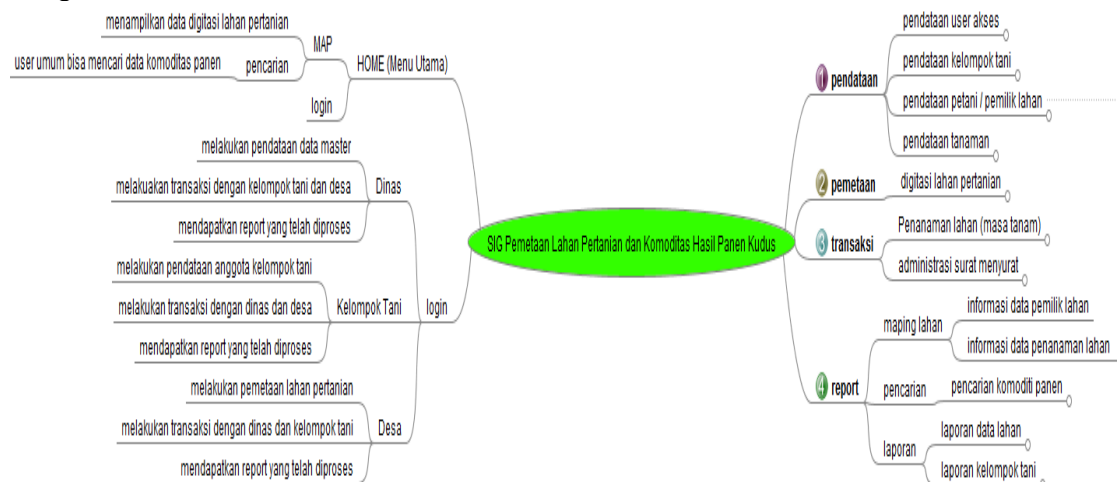 menampilkan data digitasi lahan pertanian
MAP
user umum bisa mencari data komoditas panen
pencarian
HOME (Menu Utama)
login
melakukan pendataan data master
melakuakan transaksi dengan kelompok tani dan desa
Dinas
mendapatkan report yang telah diproses
melakukan pendataan anggota kelompok tani
melakukan transaksi dengan dinas dan desa
Kelompok Tani
login
mendapatkan report yang telah diproses
melakukan pemetaan lahan pertanian
melakukan transaksi dengan dinas dan kelompok tani
Desa
mendapatkan report yang telah diproses
SIG Pemetaan Lahan Pertanian dan Komoditas Hasil Panen Kudus
pendataan user akses
pendataan kelompok tani
1 pendataan
pendataan petani / pemilik lahan
pendataan tanaman
2 pemetaan
digitasi lahan pertanian
3 transaksi
Penanaman lahan (masa tanam)
administrasi surat menyurat
informasi data pemilik lahan
maping lahan
informasi data penanaman lahan
4 report
pencarian
pencarian komoditi panen
laporan data lahan
laporan
laporan kelompok tani